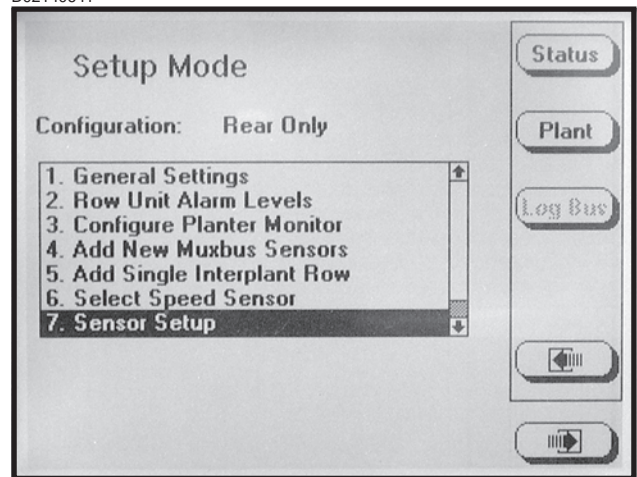 Setup Mode
Configuration: Rear Only
1. General Settings
2. Row Unit Alarm Levels
3. Configure Planter Monitor
4. Add New Muxbus Sensors
5. Add Single Interplant Row
6. Select Speed Sensor
7. Sensor Setup
Status
Plant
Log Bus